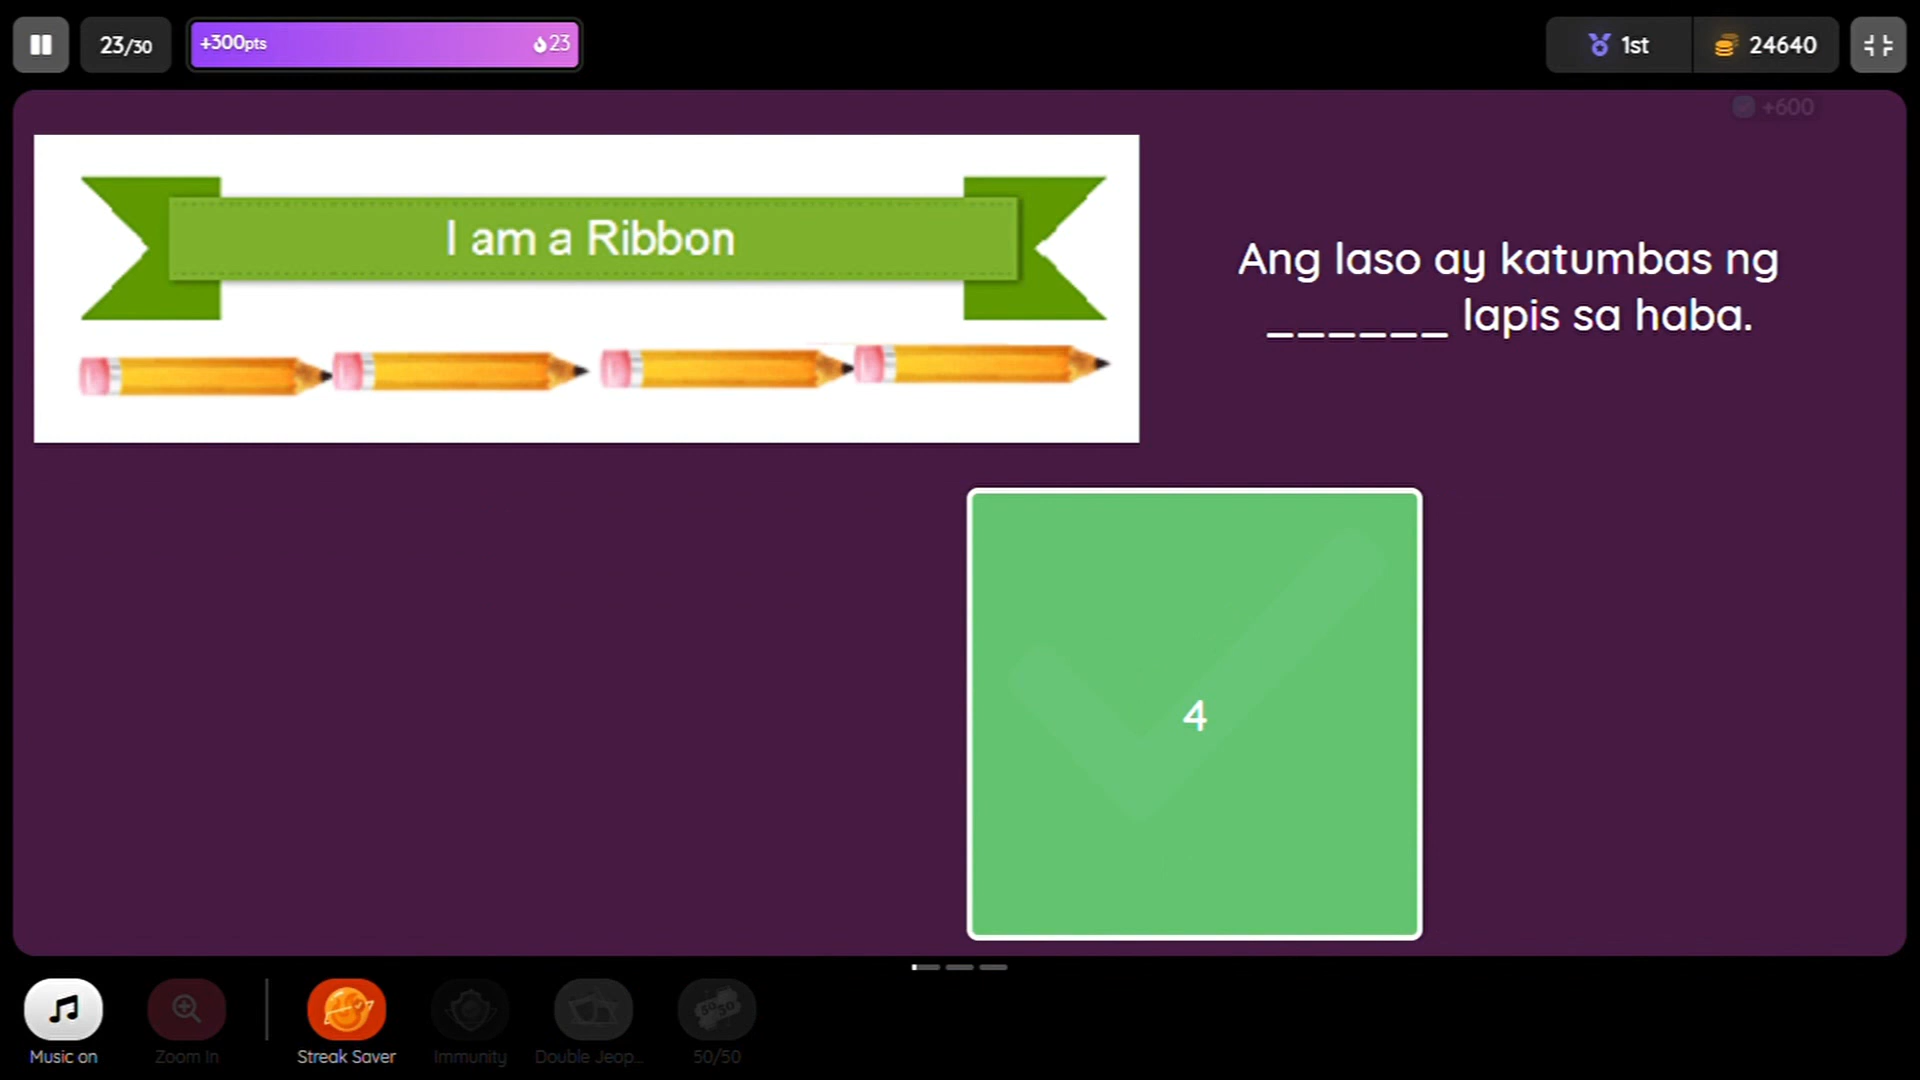 23/30
+300pts
23
1st
24640
+600
I am a Ribbon
Ang laso ay katumbas ng
______ lapis sa haba.
4
Music on
Zoom In
Streak Saver
Immunity
Double Jeop...
50/50